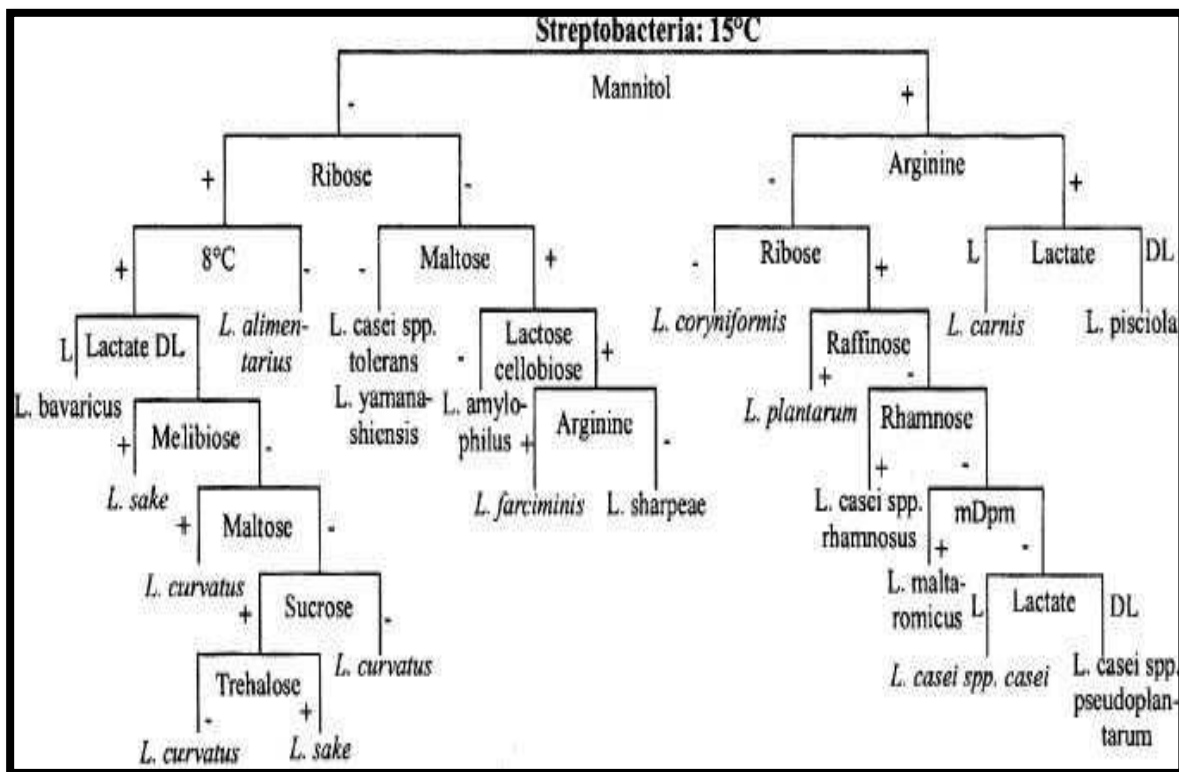 Streptobacteria: 15°C
Mannitol
- +
Ribose Arginine
+ - - +
8°C Maltose Ribose Lactate
+ - - + - + L DL
L. alimen-
tarius
L. casei spp.
tolerans
L. yamana-
shiensis
L. coryniformis
L. carnis
L. pisciola
Lactate DL
L
L. bavaricus
Lactose
cellobiose
- +
L. amylo-
philus
Raffinose
+ -
L. plantarum
Melibiose
+ -
L. sake
Arginine
+ -
L. farciminis
L. sharpeae
Rhamnose
+ -
L. casei spp.
rhamnosus
Maltose
+ -
L. curvatus
mDpm
+ -
L. malta-
romicus
Sucrose
+ -
L. curvatus
Lactate
L DL
L. casei spp. casei
L. casei spp.
pseudoplan-
tarum
Trehalose
- +
L. curvatus
L. sake